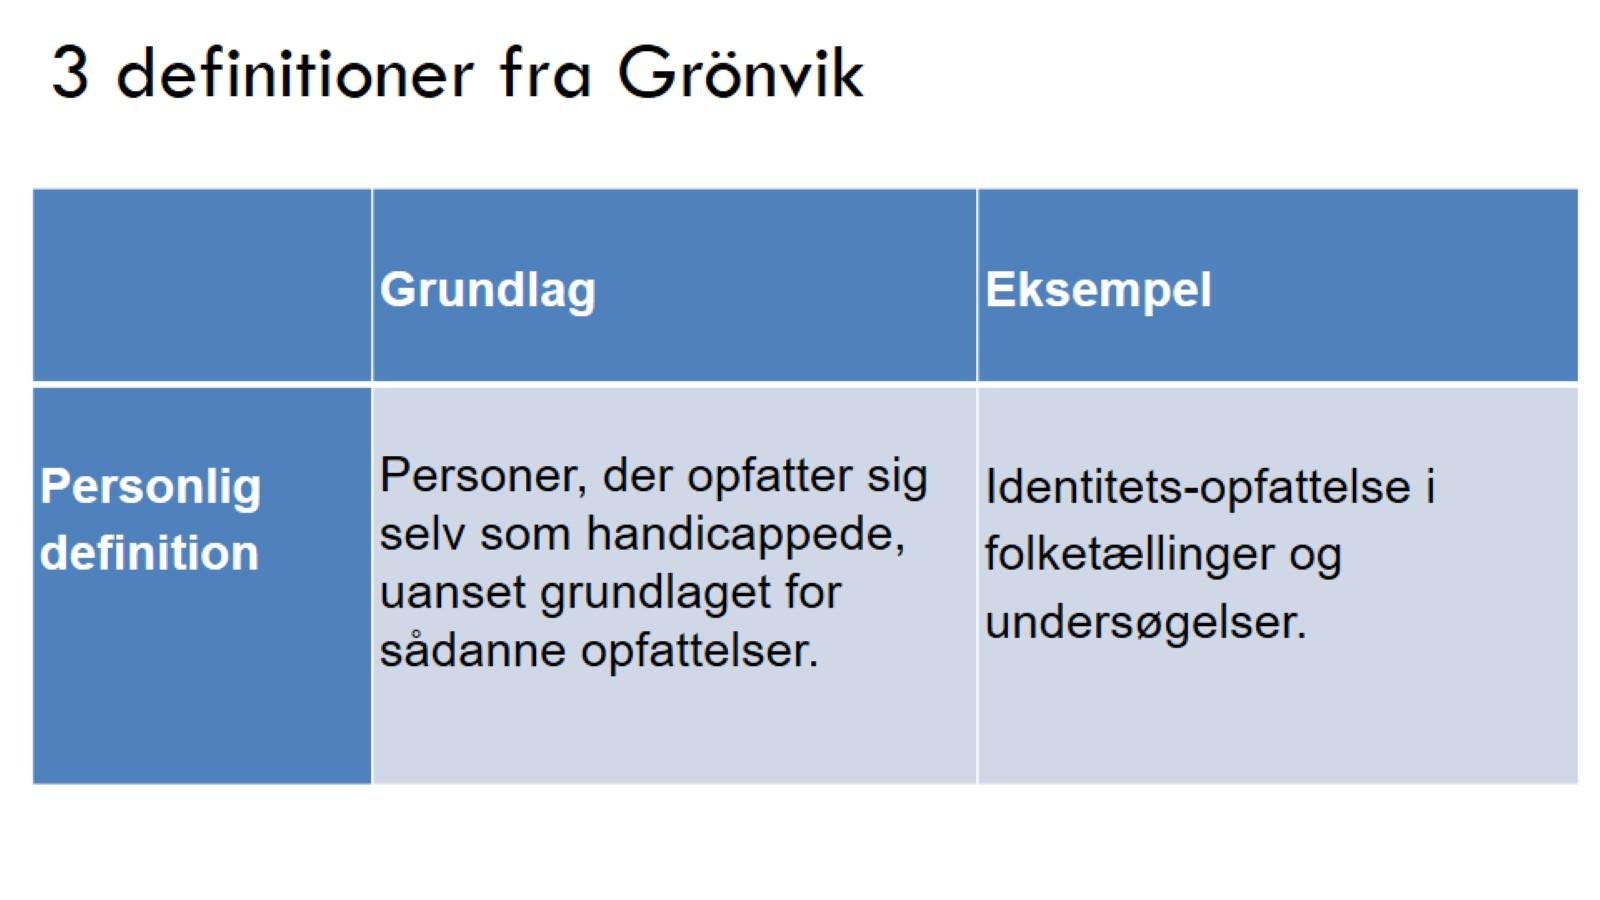 3 definitioner fra Grönvik
Grundlag
Eksempel
Personlig
definition
Personer, der opfatter sig
selv som handicappede,
uanset grundlaget for
sådanne opfattelser.
Identitets-opfattelse i
folketællinger og
undersøgelser.